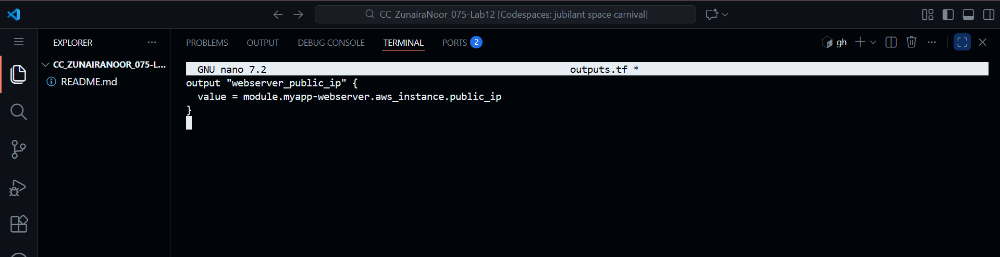 CC_ZunairaNoor_075-Lab12 [Codespaces: jubilant space carnival]
EXPLORER
CC_ZUNAIRANOOR_075-L...
README.md
PROBLEMS OUTPUT DEBUG CONSOLE TERMINAL PORTS 2
gh
GNU nano 7.2 outputs.tf *
output "webserver_public_ip" {
  value = module.myapp-webserver.aws_instance.public_ip
}